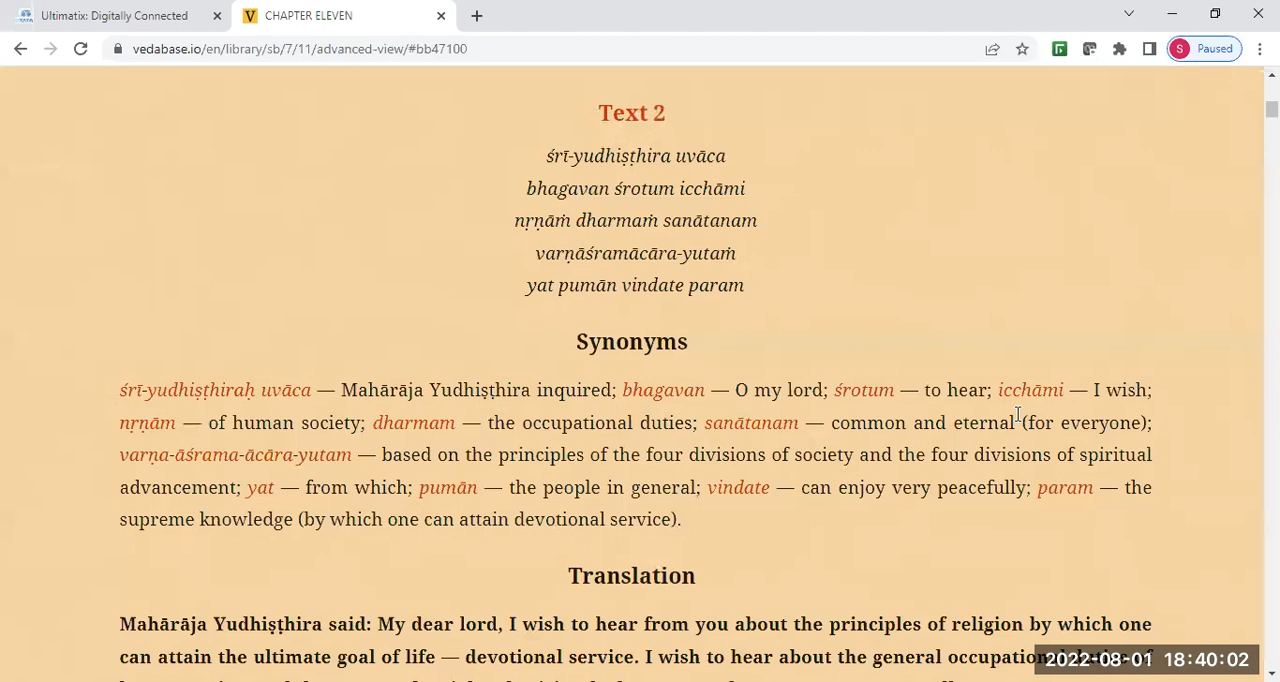 Ultimatix: Digitally Connected
CHAPTER ELEVEN
vedabase.io/en/library/sb/7/11/advanced-view/#bb47100
S Paused
Text 2
śrī-yudhiṣṭhira uvāca
bhagavan śrotum icchāmi
nṛṇāṁ dharmaṁ sanātanam
varṇāśramācāra-yutaṁ
yat pumān vindate param
Synonyms
śrī-yudhiṣṭhiraḥ uvāca — Mahārāja Yudhiṣṭhira inquired; bhagavan — O my lord; śrotum — to hear; icchāmi — I wish;
nṛṇām — of human society; dharmam — the occupational duties; sanātanam — common and eternal (for everyone);
varṇa-āśrama-ācāra-yutam — based on the principles of the four divisions of society and the four divisions of spiritual
advancement; yat — from which; pumān — the people in general; vindate — can enjoy very peacefully; param — the
supreme knowledge (by which one can attain devotional service).
Translation
Mahārāja Yudhiṣṭhira said: My dear lord, I wish to hear from you about the principles of religion by which one
can attain the ultimate goal of life — devotional service. I wish to hear about the general
2022-08-01 18:40:02